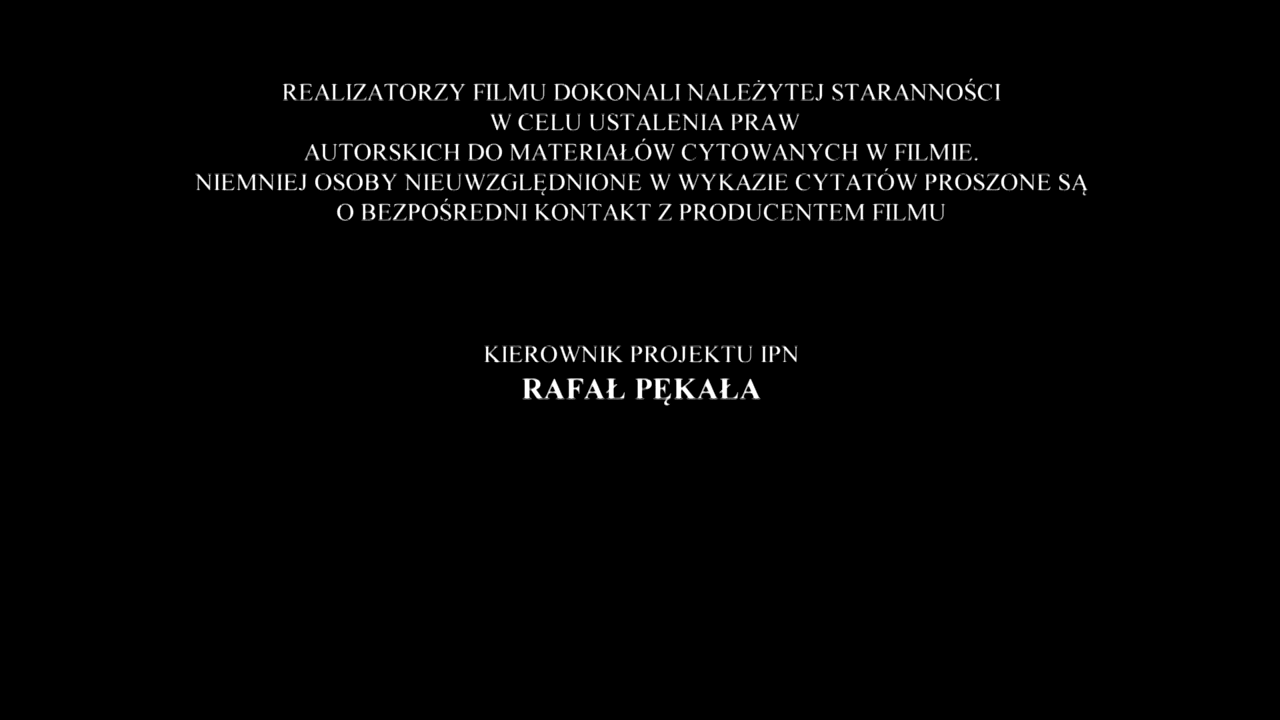 REALIZATORZY FILMU DOKONALI NALEŻYTEJ STARANNOŚCI
W CELU USTALENIA PRAW
AUTORSKICH DO MATERIAŁÓW CYTOWANYCH W FILMIE.
NIEMNIEJ OSOBY NIEUWZGLĘDNIONE W WYKAZIE CYTATÓW PROSZONE SĄ
O BEZPOŚREDNI KONTAKT Z PRODUCENTEM FILMU
KIEROWNIK PROJEKTU IPN
RAFAŁ PĘKAŁA